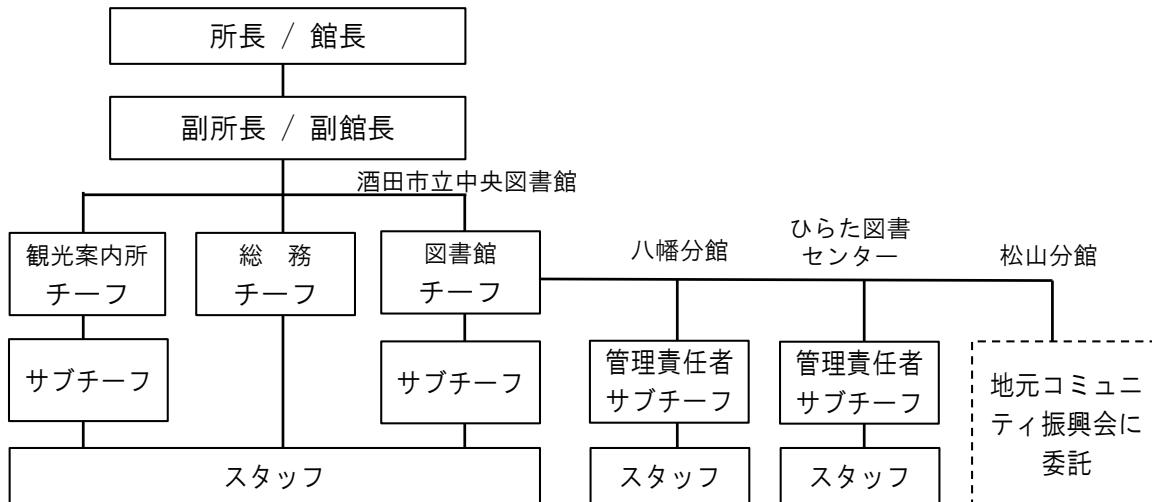 所長 / 館長
副所長 / 副館長
酒田市立中央図書館
観光案内所
チーフ
総　務
チーフ
図書館
チーフ
八幡分館
ひらた図書
センター
松山分館
サブチーフ
サブチーフ
管理責任者
サブチーフ
管理責任者
サブチーフ
地元コミュニ
ティ振興会に
委託
スタッフ
スタッフ
スタッフ